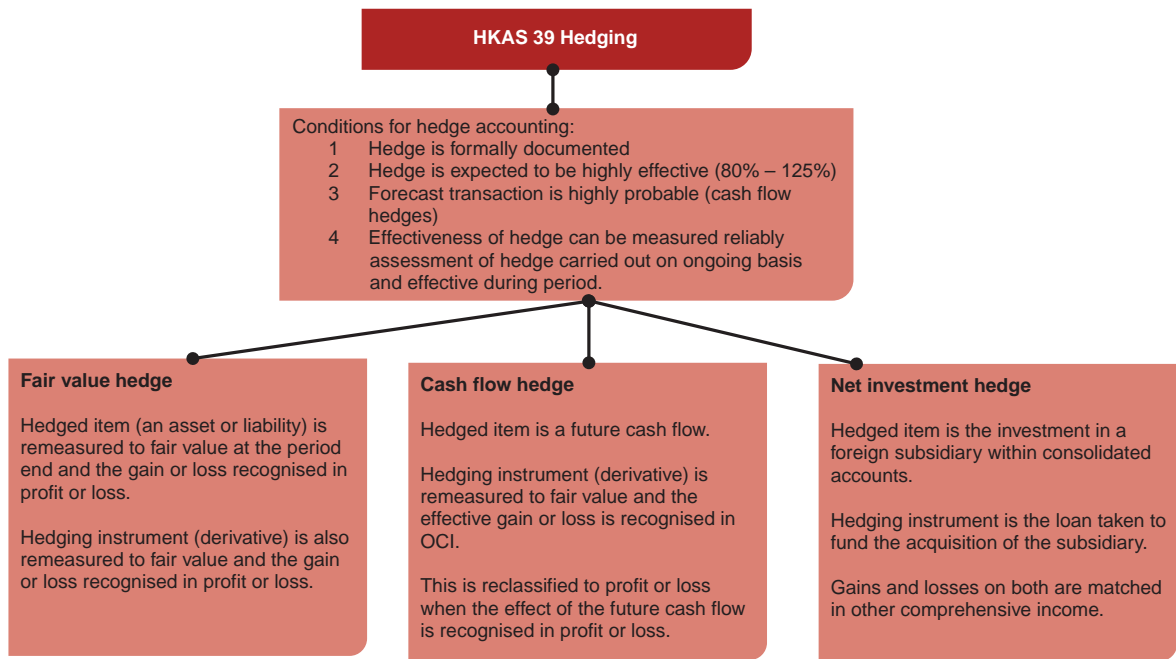 HKAS 39 Hedging
Conditions for hedge accounting:
1 Hedge is formally documented
2 Hedge is expected to be highly effective (80% – 125%)
3 Forecast transaction is highly probable (cash flow
hedges)
4 Effectiveness of hedge can be measured reliably
assessment of hedge carried out on ongoing basis
and effective during period.
Fair value hedge
Hedged item (an asset or liability) is
remeasured to fair value at the period
end and the gain or loss recognised in
profit or loss.
Hedging instrument (derivative) is also
remeasured to fair value and the gain
or loss recognised in profit or loss.
Cash flow hedge
Hedged item is a future cash flow.
Hedging instrument (derivative) is
remeasured to fair value and the
effective gain or loss is recognised in
OCI.
This is reclassified to profit or loss
when the effect of the future cash flow
is recognised in profit or loss.
Net investment hedge
Hedged item is the investment in a
foreign subsidiary within consolidated
accounts.
Hedging instrument is the loan taken to
fund the acquisition of the subsidiary.
Gains and losses on both are matched
in other comprehensive income.